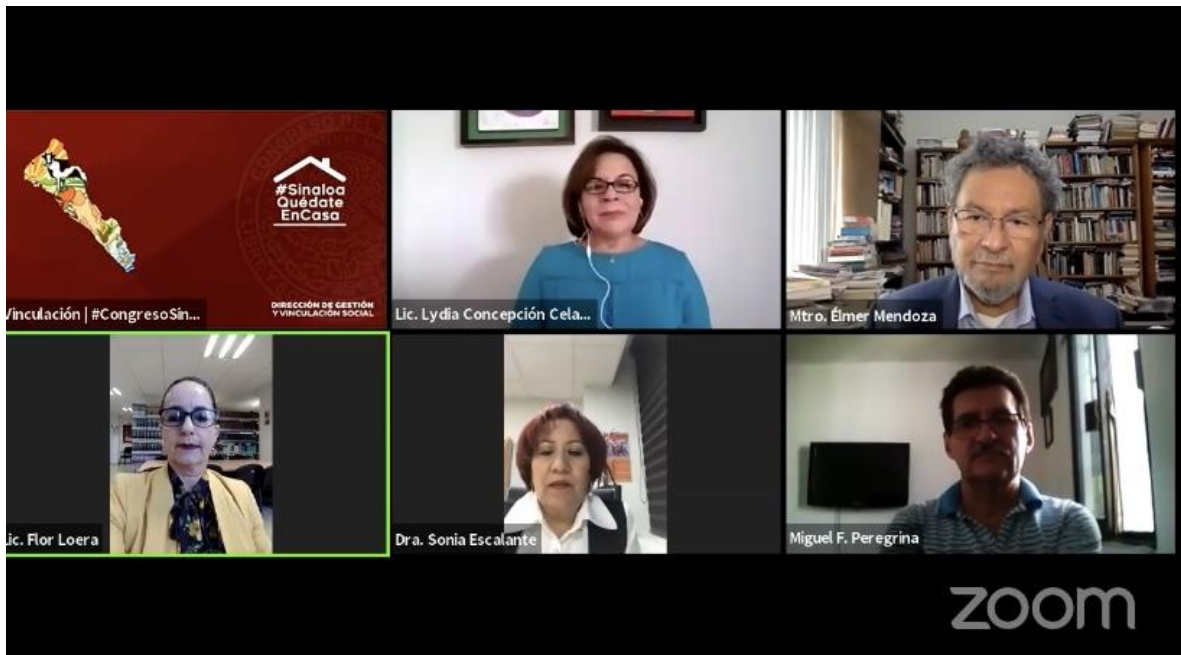 #Sinaloa
Quédate
EnCasa
DIRECCIÓN DE GESTIÓN
Y VINCULACIÓN SOCIAL
Vinculación | #CongresoSin...
Lic. Lydia Concepción Cela...
Mtro. Élmer Mendoza
Lic. Flor Loera
Dra. Sonia Escalante
Miguel F. Peregrina
zoom